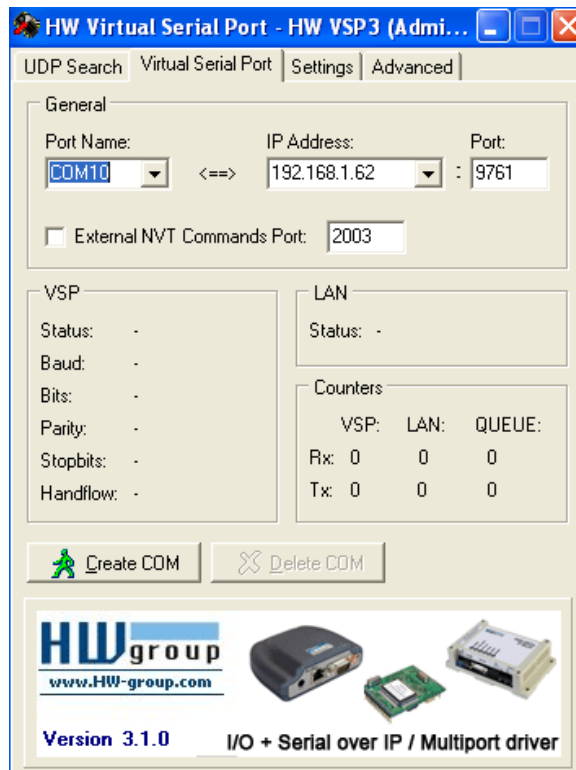 HW Virtual Serial Port - HW VSP3 (Admi...
UDP Search Virtual Serial Port Settings Advanced
General
Port Name: IP Address: Port:
COM10 <==> 192.168.1.62 : 9761
External NVT Commands Port: 2003
VSP
Status: -
Baud: -
Bits: -
Parity: -
Stopbits: -
Handflow: -
LAN
Status: -
Counters
VSP: LAN: QUEUE:
Rx: 0 0 0
Tx: 0 0 0
Create COM Delete COM
HW group
www.HW-group.com
Version 3.1.0
I/O + Serial over IP / Multiport driver